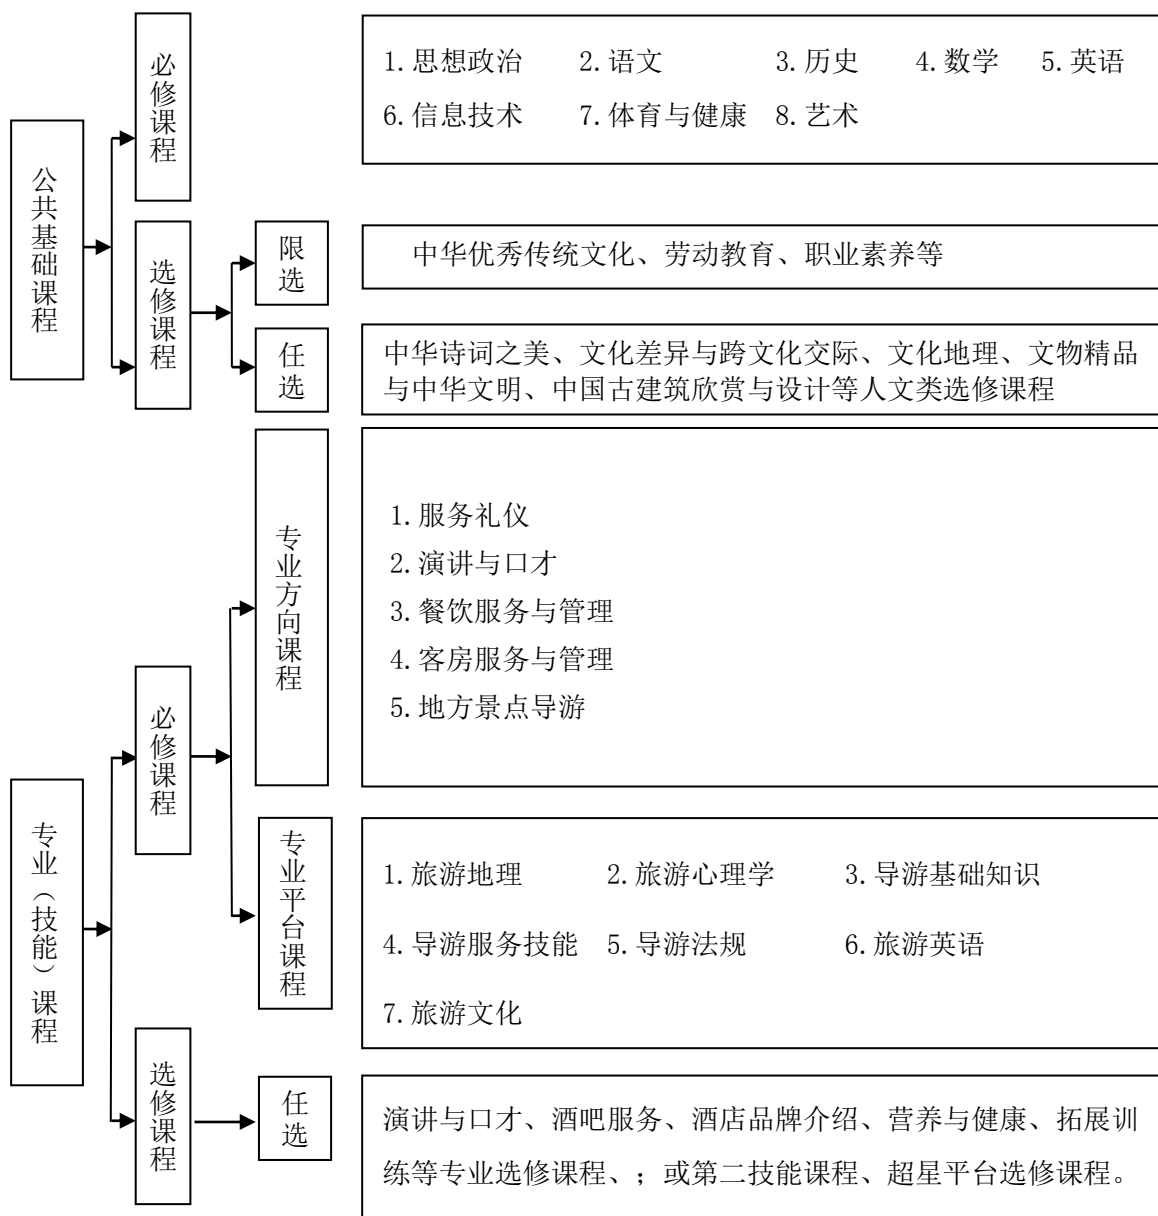 公共基础课程
必修课程
1.思想政治 2.语文 3.历史 4.数学 5.英语
6.信息技术 7.体育与健康 8.艺术
选修课程
限选
中华优秀传统文化、劳动教育、职业素养等
任选
中华诗词之美、文化差异与跨文化交际、文化地理、文物精品
与中华文明、中国古建筑欣赏与设计等人文类选修课程
专业（技能）课程
必修课程
专业方向课程
1.服务礼仪
2.演讲与口才
3.餐饮服务与管理
4.客房服务与管理
5.地方景点导游
专业平台课程
1.旅游地理 2.旅游心理学 3.导游基础知识
4.导游服务技能 5.导游法规 6.旅游英语
7.旅游文化
选修课程
任选
演讲与口才、酒吧服务、酒店品牌介绍、营养与健康、拓展训
练等专业选修课程、；或第二技能课程、超星平台选修课程。